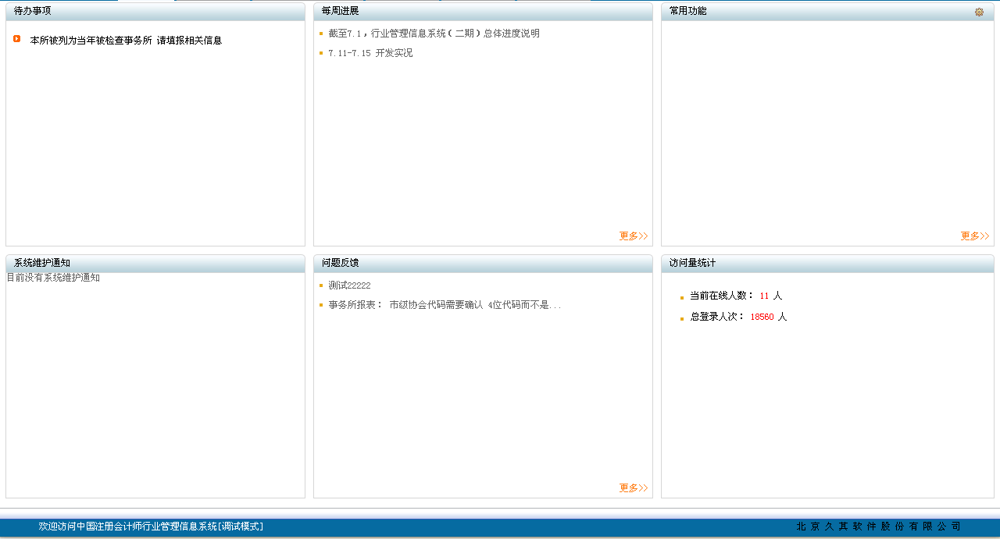 待办事项
本所被列为当年被检查事务所 请填报相关信息
每周进展
截至7.1，行业管理信息系统（二期）总体进度说明
7.11-7.15 开发实况
更多>>
常用功能
更多>>
系统维护通知
目前没有系统维护通知
问题反馈
测试22222
事务所报表： 市级协会代码需要确认 4位代码而不是...
更多>>
访问量统计
当前在线人数： 11 人
总登录人次： 18560 人
欢迎访问中国注册会计师行业管理信息系统[调试模式]
北京久其软件股份有限公司